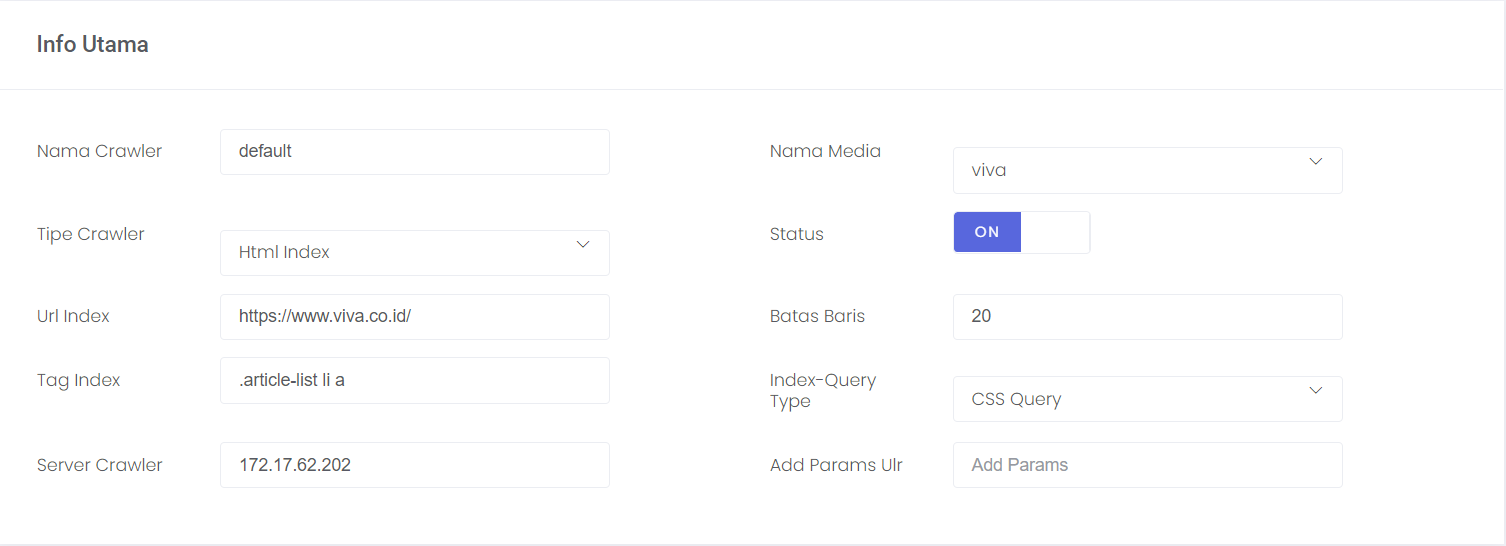 Info Utama
Nama Crawler
default
Nama Media
viva
Tipe Crawler
Html Index
Status
ON
Url Index
https://www.viva.co.id/
Batas Baris
20
Tag Index
.article-list li a
Index-Query
Type
CSS Query
Server Crawler
172.17.62.202
Add Params Ulr
Add Params